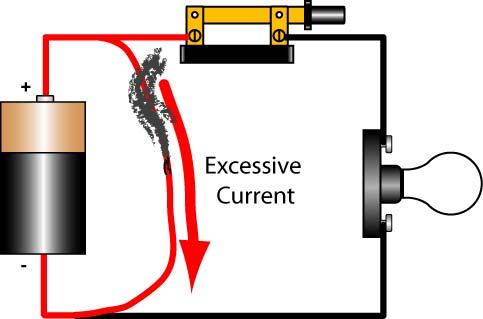 +
Excessive
Current
-